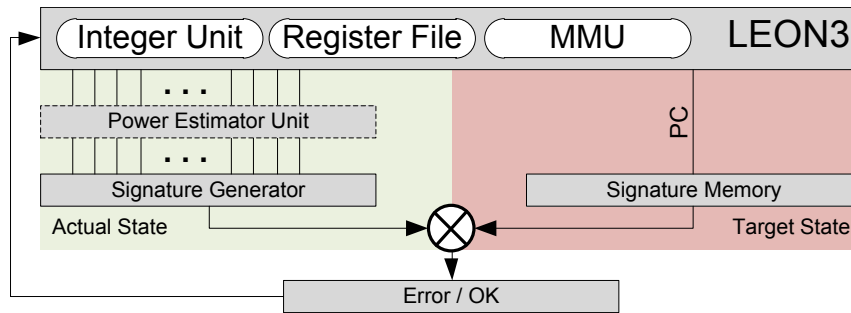 Integer Unit
Register File
MMU
LEON3
. . .
Power Estimator Unit
PC
. . .
Signature Generator
Signature Memory
Actual State
Target State
Error / OK